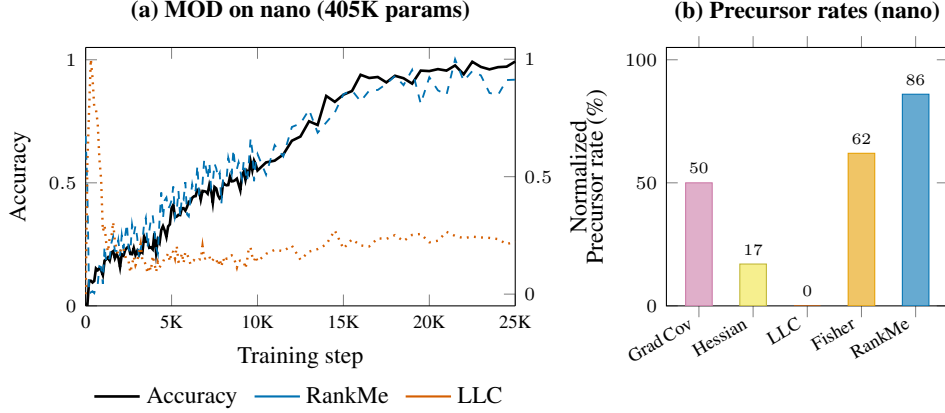 (a) MOD on nano (405K params)
1
0.5
0
Accuracy
1
0.5
0
Normalized
0
5K
10K
15K
20K
25K
Training step
Accuracy
RankMe
LLC
(b) Precursor rates (nano)
Precursor rate (%)
100
50
0
50
17
0
62
86
Grad Cov
Hessian
LLC
Fisher
RankMe